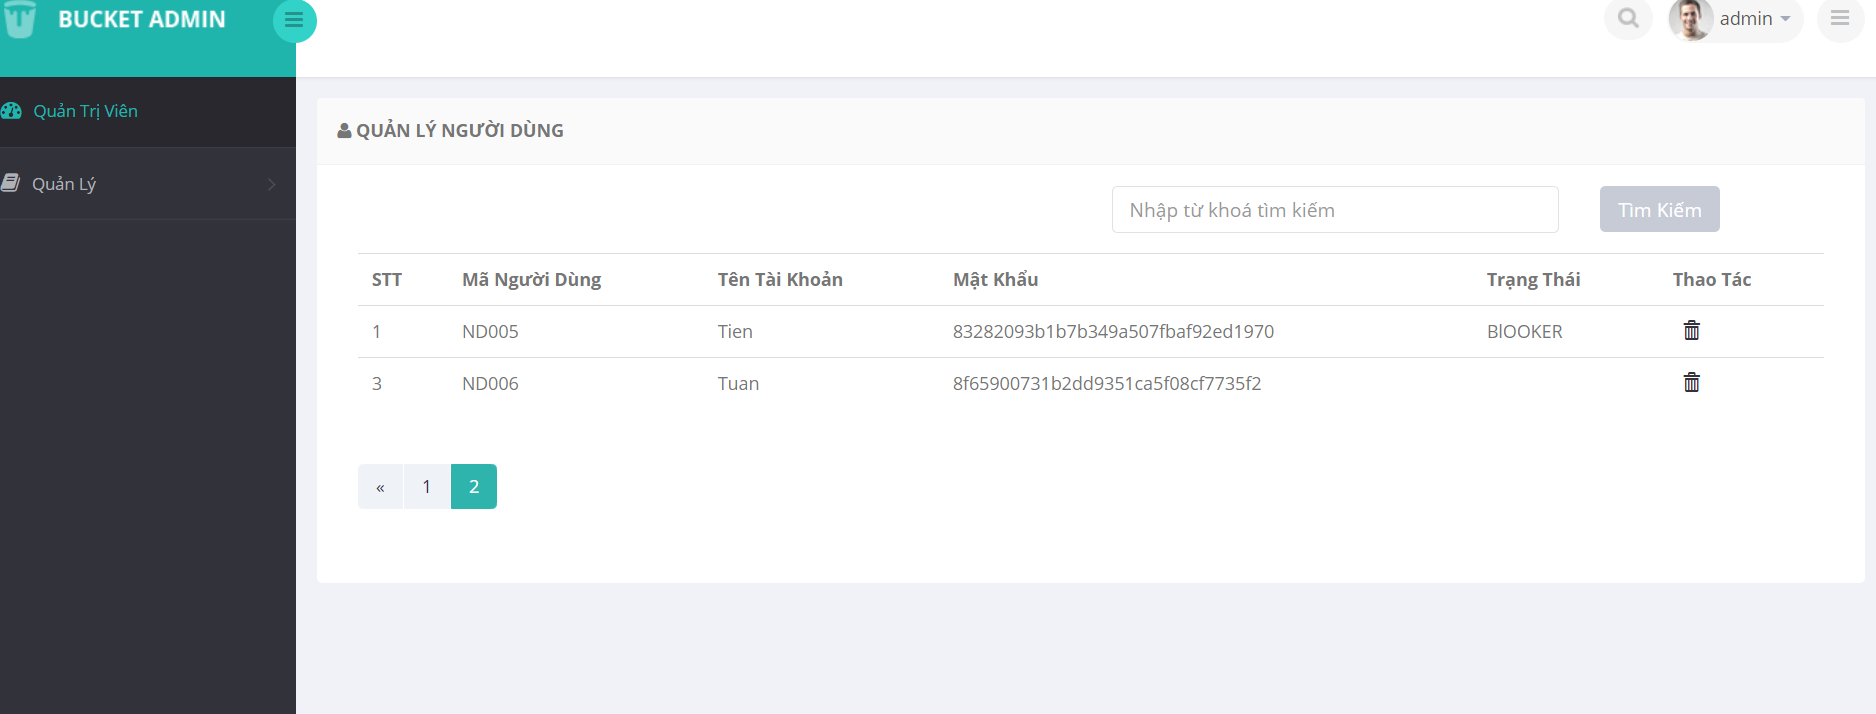 BUCKET ADMIN
admin
Quản Trị Viên
Quản Lý
QUẢN LÝ NGƯỜI DÙNG
Nhập từ khoá tìm kiếm
Tìm Kiếm
STT Mã Người Dùng Tên Tài Khoản Mật Khẩu Trạng Thái Thao Tác
1 ND005 Tien 83282093b1b7b349a507fbaf92ed1970 BlOOKER
3 ND006 Tuan 8f65900731b2dd9351ca5f08cf7735f2
« 1 2